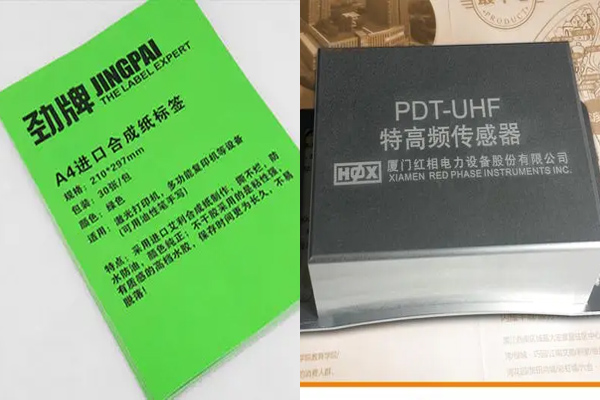 劲牌 JINGPAI
THE LABEL EXPERT
A4进口合成纸标签
规格：210*297mm
包装：30张/包
颜色：绿色
适用：激光打印机，多功能复印机等设备
(可用油性笔手写)
特点：采用进口艾利合成纸制作，撕不烂，防
水防油，颜色纯正；不干胶采用的是粘性强，
有质感的高档水胶，保存时间更为长久，不易
脱落！
PRODUCT
PDT-UHF
特高频传感器
HØX 厦门红相电力设备股份有限公司
XIAMEN RED PHASE INSTRUMENTS INC.